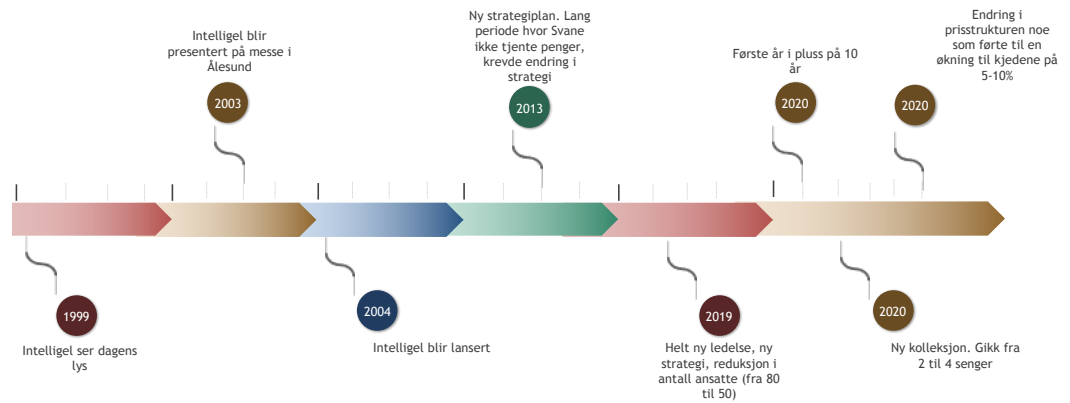 Intelligel blir
presentert på messe i
Ålesund
2003
Ny strategiplan. Lang
periode hvor Svane
ikke tjente penger,
krevde endring i
strategi
2013
Første år i pluss på 10
år
2020
Endring i
prisstrukturen noe
som førte til en
økning til kjedene på
5-10%
2020
1999
Intelligel ser dagens
lys
2004
Intelligel blir lansert
2019
Helt ny ledelse, ny
strategi, reduksjon i
antall ansatte (fra 80
til 50)
2020
Ny kolleksjon. Gikk fra
2 til 4 senger